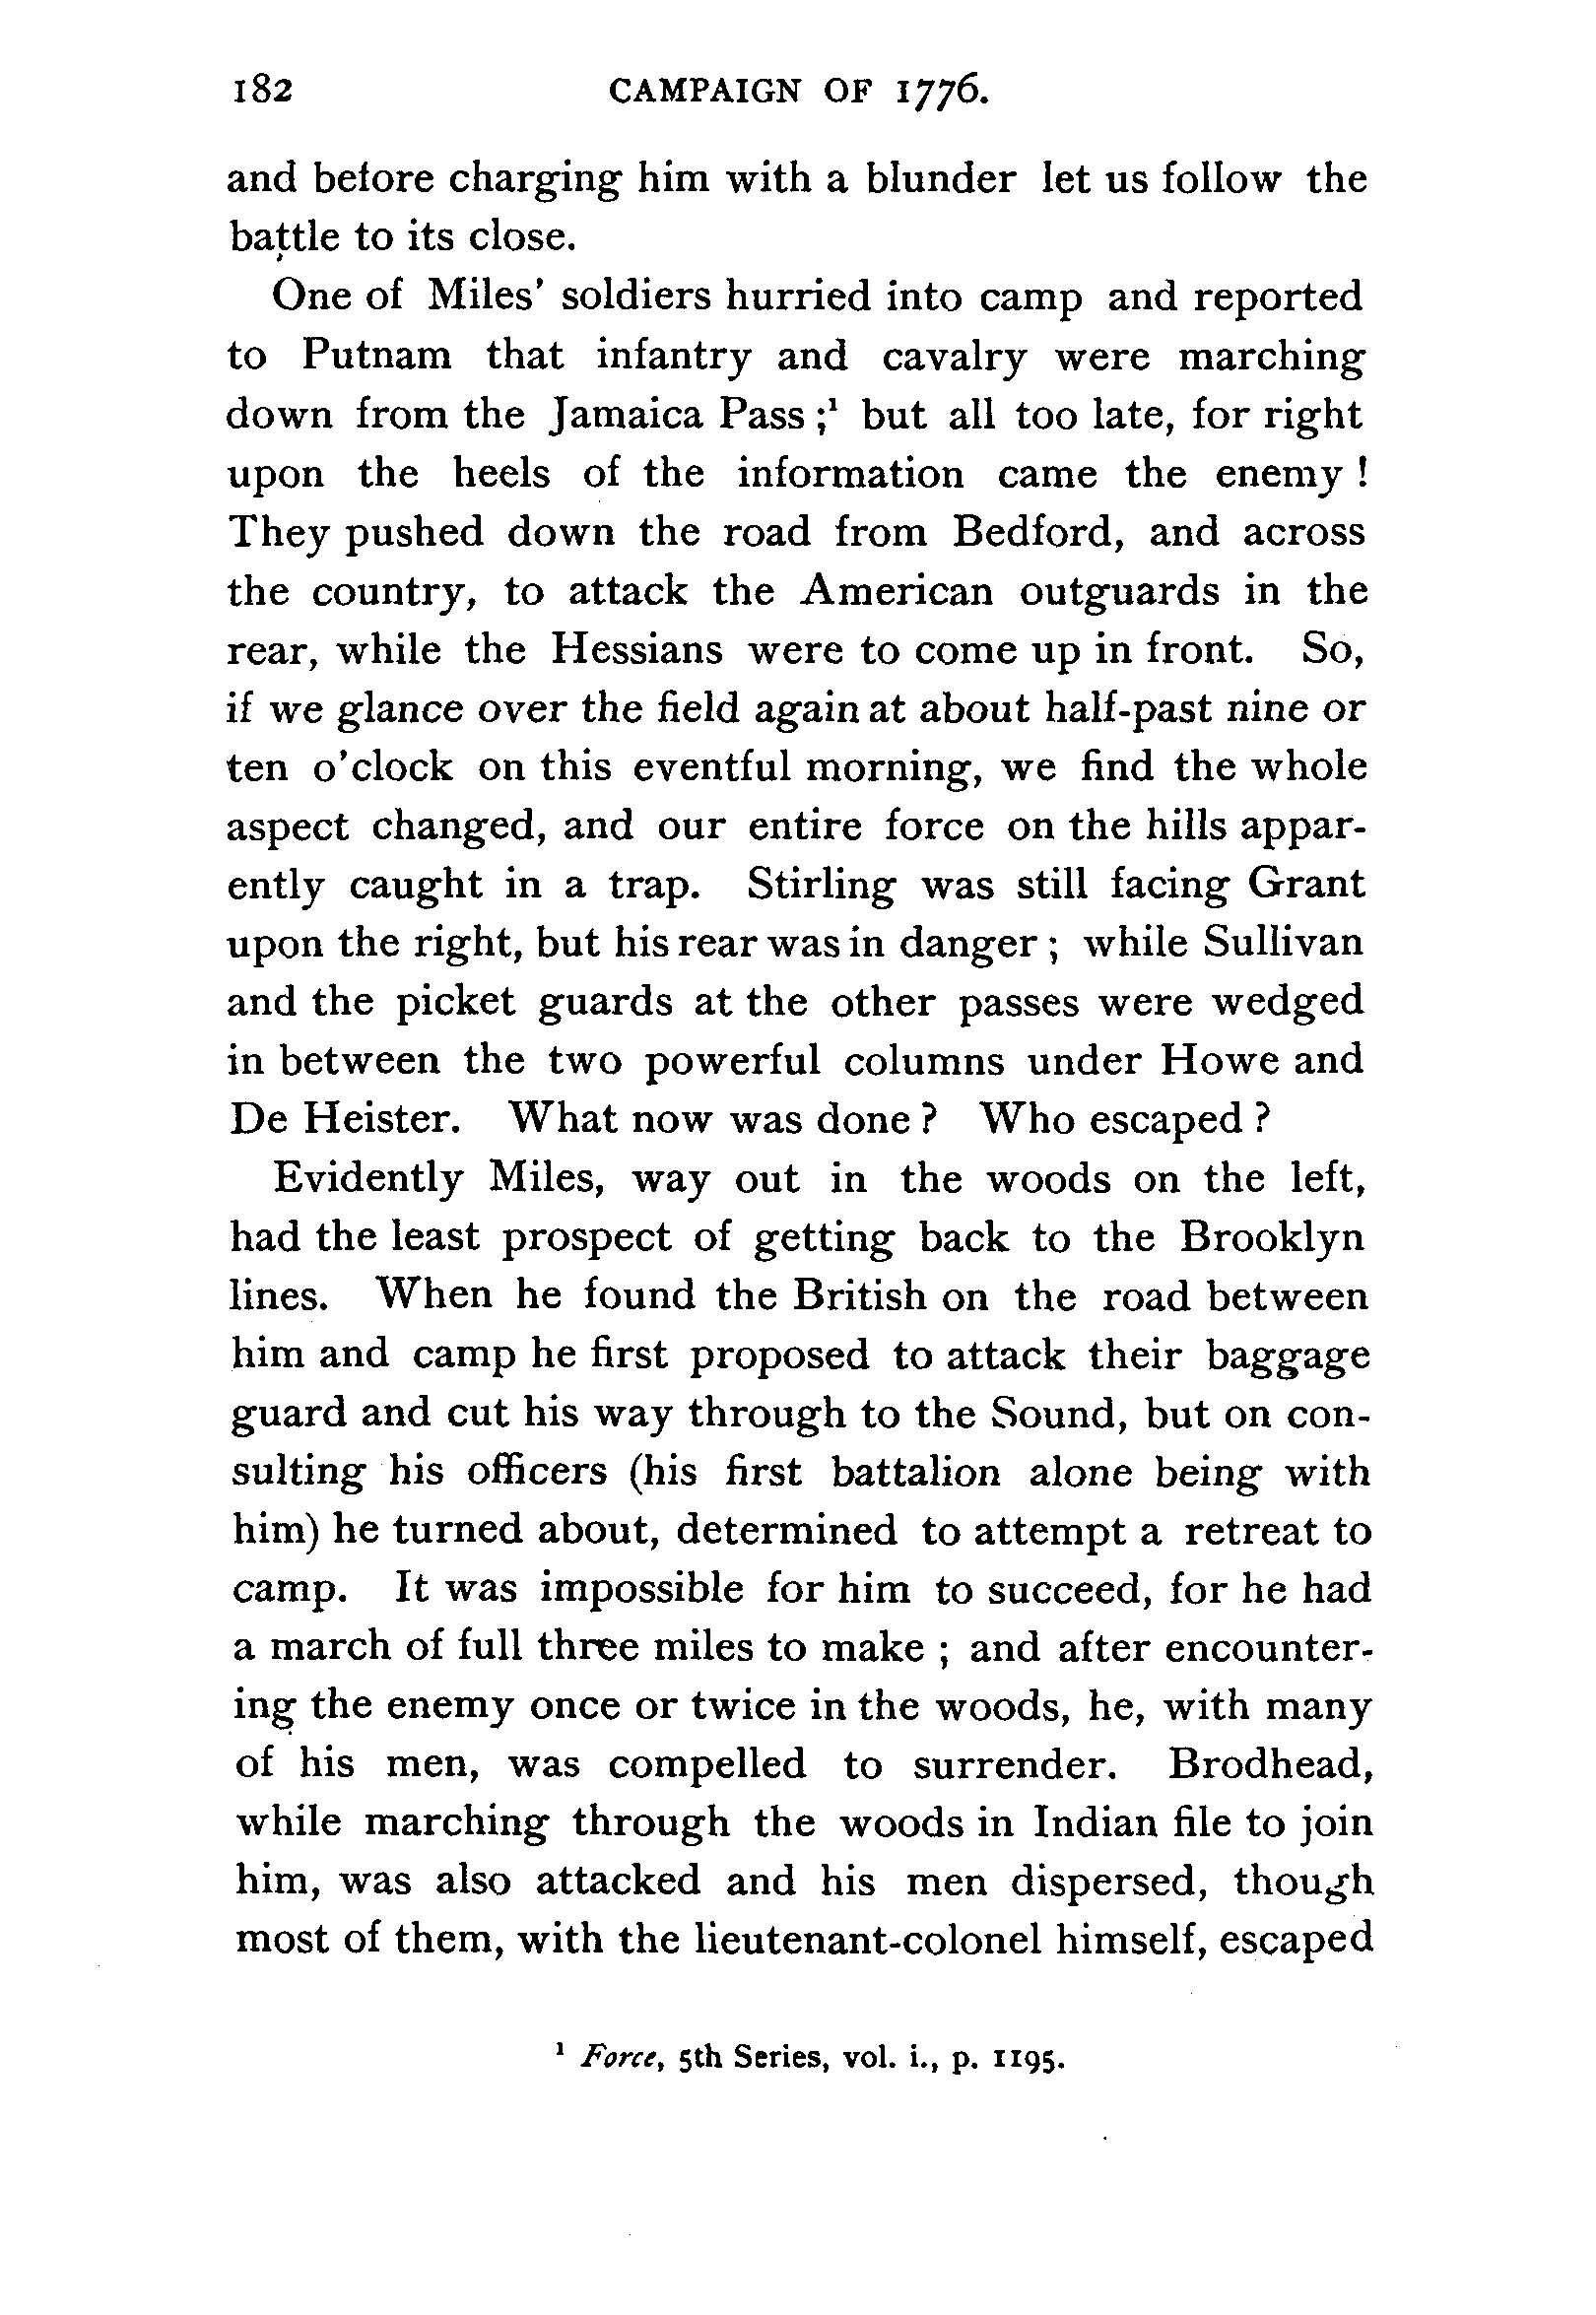 182 CAMPAIGN OF 1776.
and before charging him with a blunder let us follow the
battle to its close.
One of Miles' soldiers hurried into camp and reported
to Putnam that infantry and cavalry were marching
down from the Jamaica Pass ;¹ but all too late, for right
upon the heels of the information came the enemy !
They pushed down the road from Bedford, and across
the country, to attack the American outguards in the
rear, while the Hessians were to come up in front. So,
if we glance over the field again at about half-past nine or
ten o'clock on this eventful morning, we find the whole
aspect changed, and our entire force on the hills appar-
ently caught in a trap. Stirling was still facing Grant
upon the right, but his rear was in danger ; while Sullivan
and the picket guards at the other passes were wedged
in between the two powerful columns under Howe and
De Heister. What now was done ? Who escaped ?
Evidently Miles, way out in the woods on the left,
had the least prospect of getting back to the Brooklyn
lines. When he found the British on the road between
him and camp he first proposed to attack their baggage
guard and cut his way through to the Sound, but on con-
sulting his officers (his first battalion alone being with
him) he turned about, determined to attempt a retreat to
camp. It was impossible for him to succeed, for he had
a march of full three miles to make ; and after encounter-
ing the enemy once or twice in the woods, he, with many
of his men, was compelled to surrender. Brodhead,
while marching through the woods in Indian file to join
him, was also attacked and his men dispersed, though
most of them, with the lieutenant-colonel himself, escaped
¹ Force, 5th Series, vol. i., p. 1195.